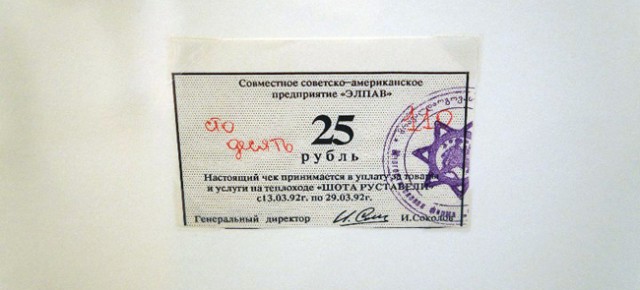 Совместное советско-американское
предприятие «ЭЛПАВ»
сто 25 110
десять рубль
Настоящий чек принимается в уплату за товары
и услуги на теплоходе «ШОТА РУСТАВЕЛИ»
с13.03.92г. по 29.03.92г.
Генеральный директор И.Соколов